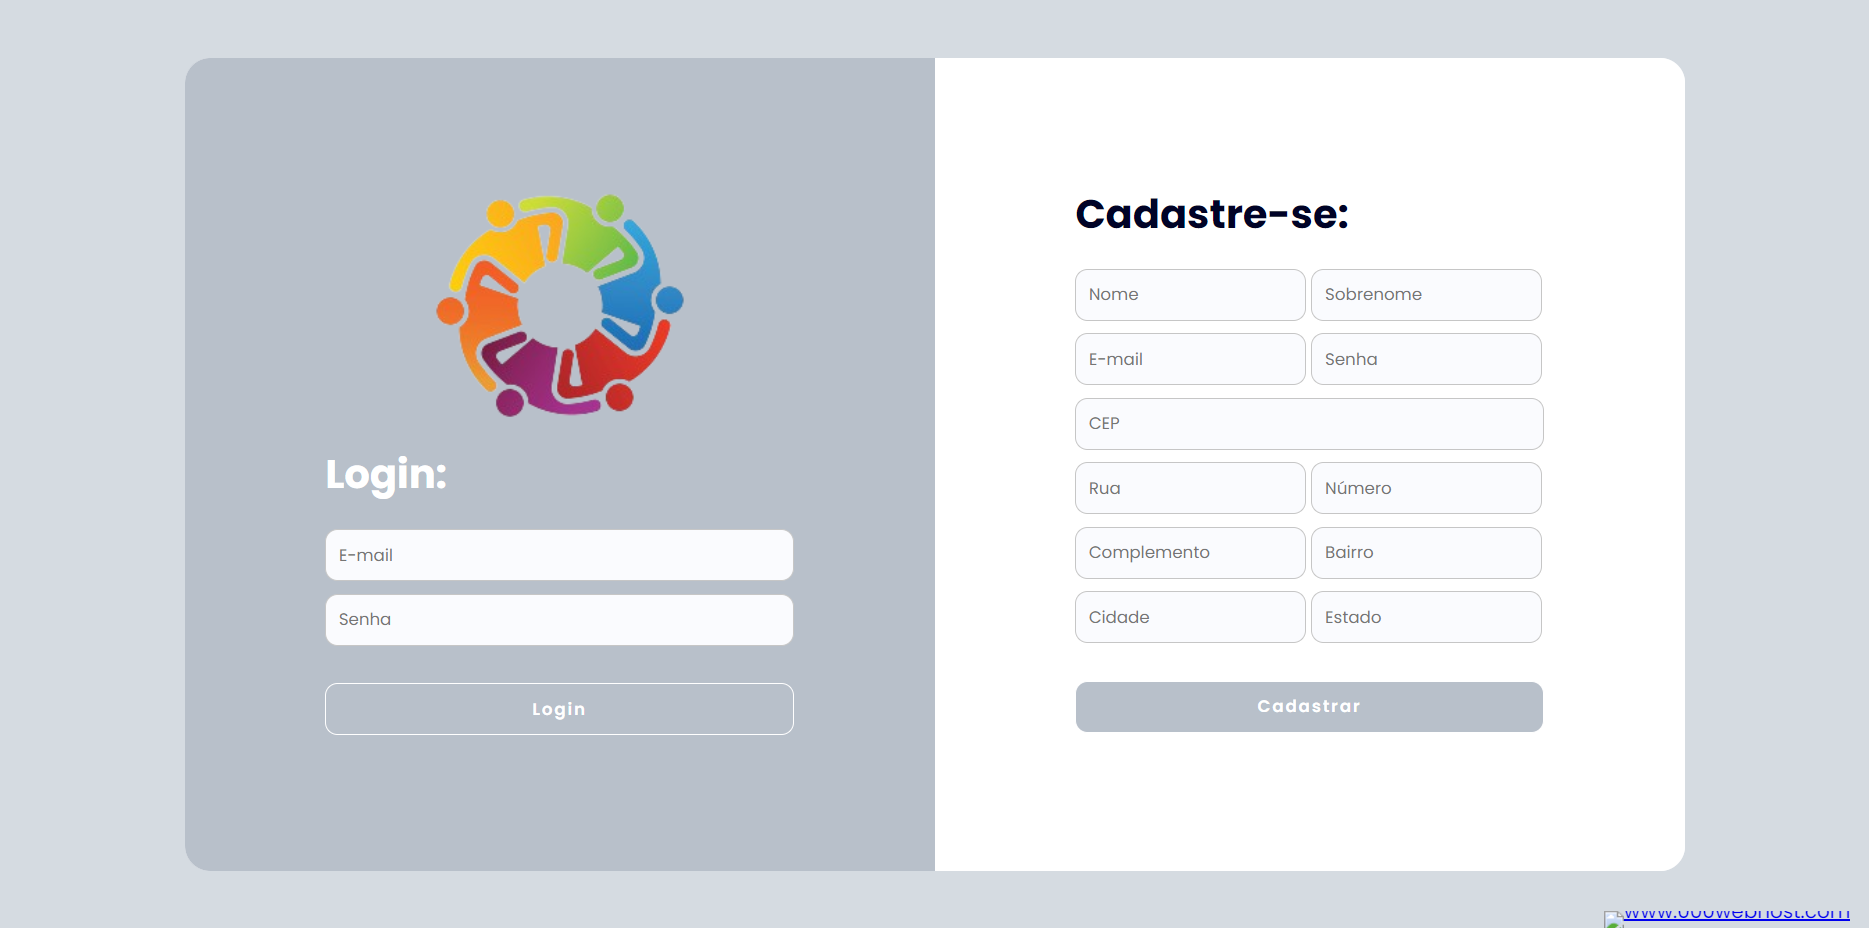 Login:
E-mail
Senha
Login
Cadastre-se:
Nome Sobrenome
E-mail Senha
CEP
Rua Número
Complemento Bairro
Cidade Estado
Cadastrar
www.000webhost.com